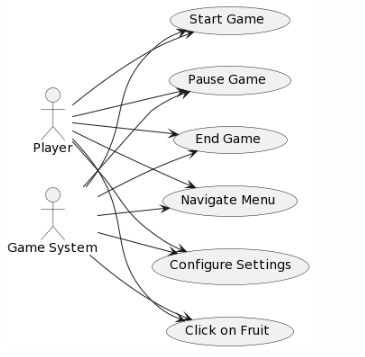 Start Game
Pause Game
Player
End Game
Navigate Menu
Game System
Configure Settings
Click on Fruit